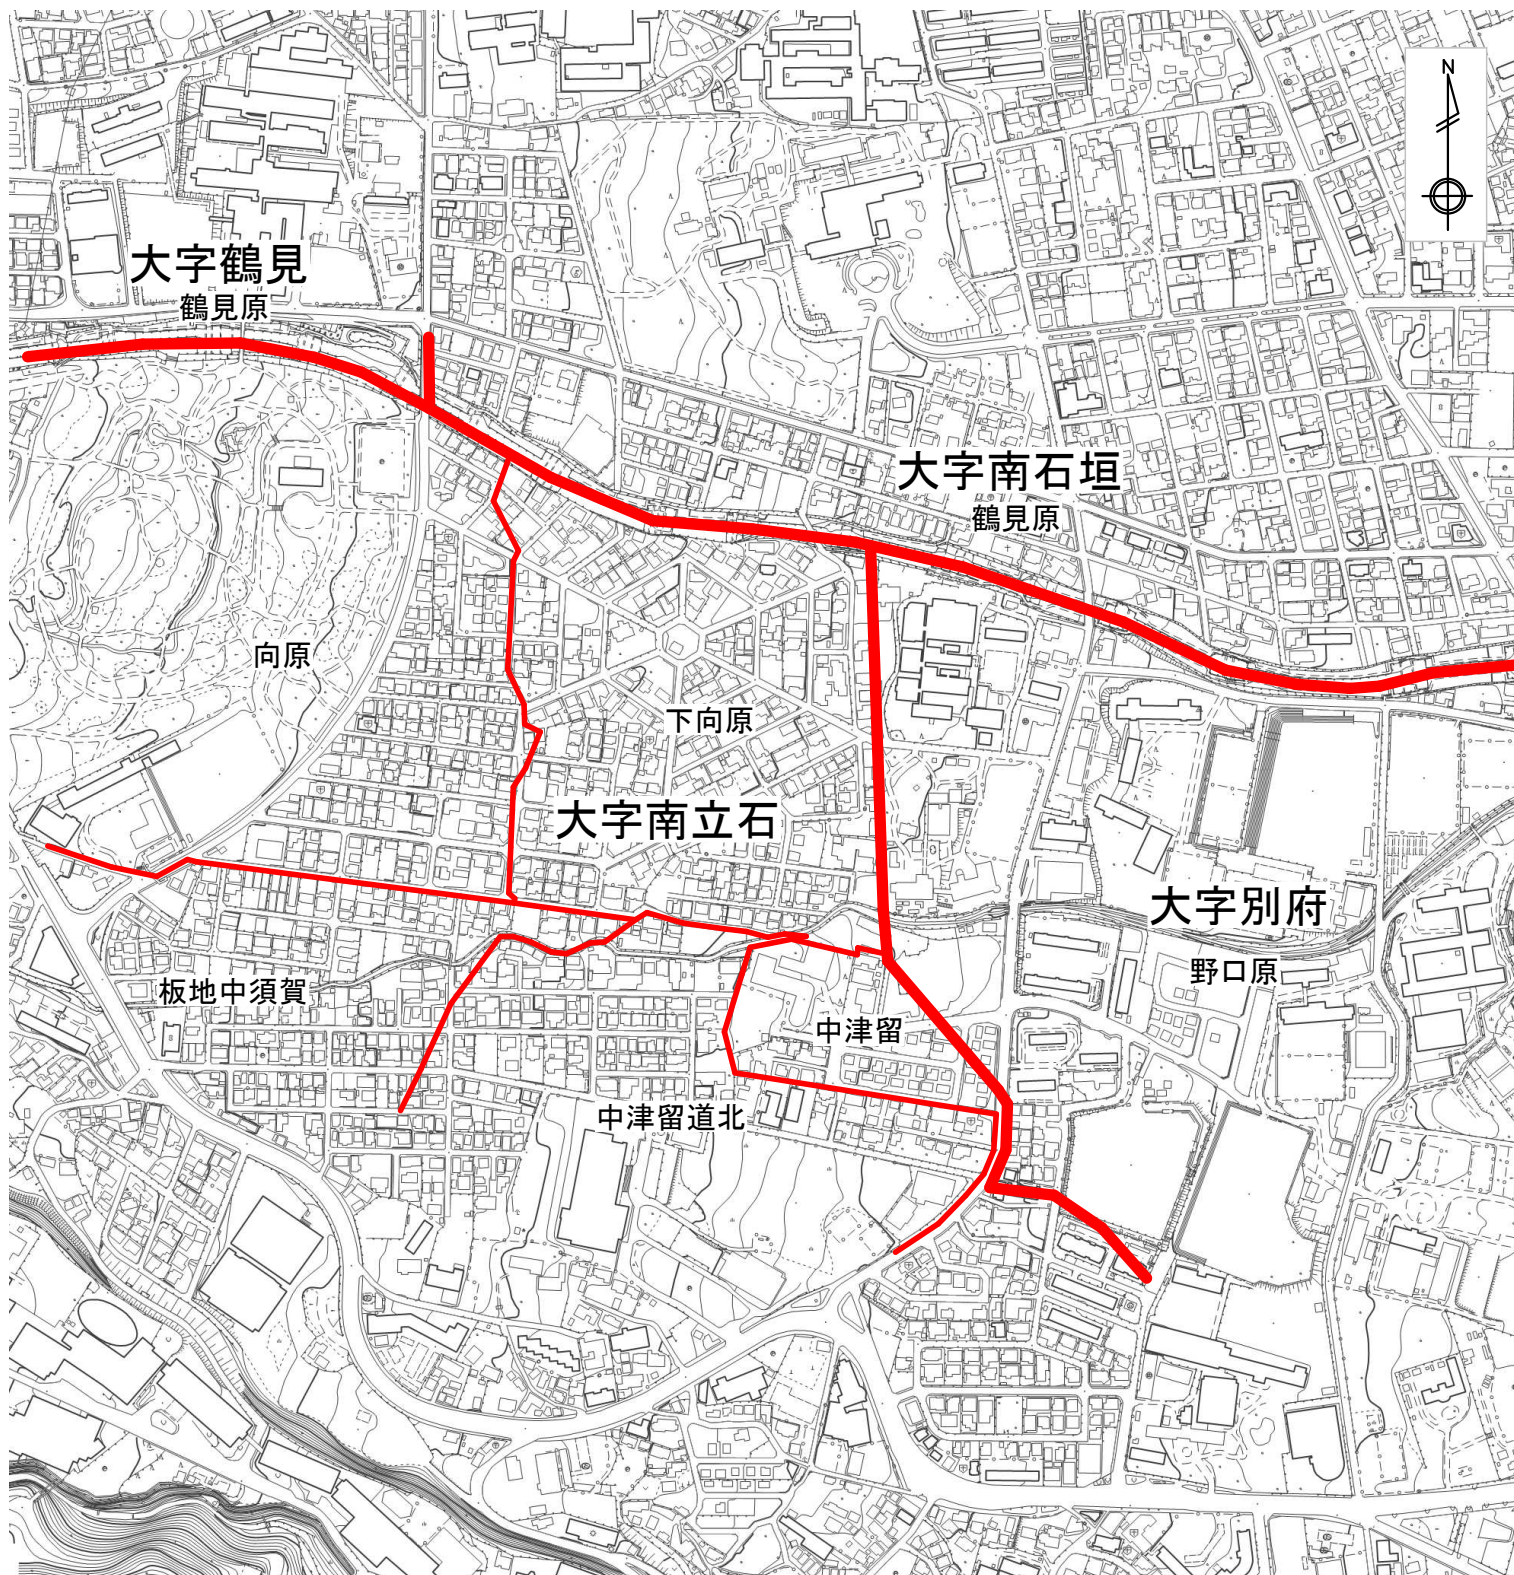 N
大字鶴見
鶴見原
大字南石垣
鶴見原
向原
下向原
大字南立石
大字別府
野口原
板地中須賀
中津留
中津留道北